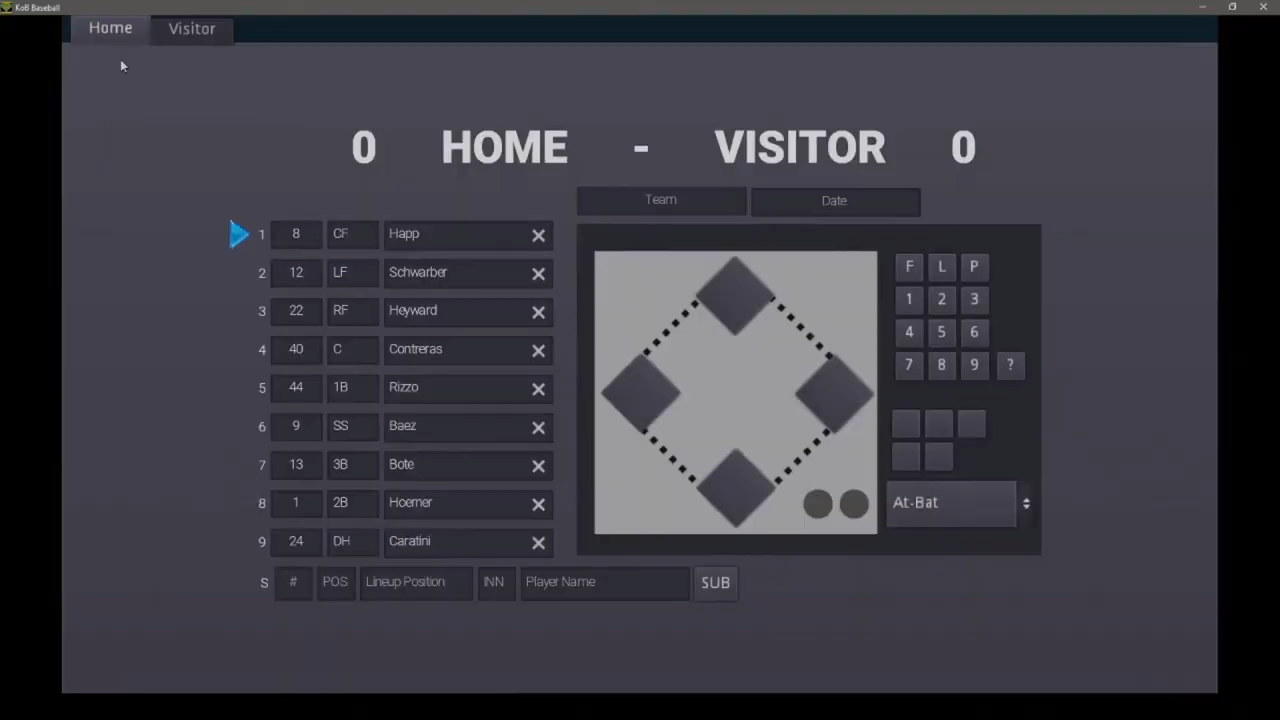 KoB Baseball
Home Visitor
0 HOME - VISITOR 0
Team Date
1 8 CF Happ
2 12 LF Schwarber
3 22 RF Heyward
4 40 C Contreras
5 44 1B Rizzo
6 9 SS Baez
7 13 3B Bote
8 1 2B Hoerner
9 24 DH Caratini
S # POS Lineup Position INN Player Name SUB
F L P
1 2 3
4 5 6
7 8 9 ?
At-Bat